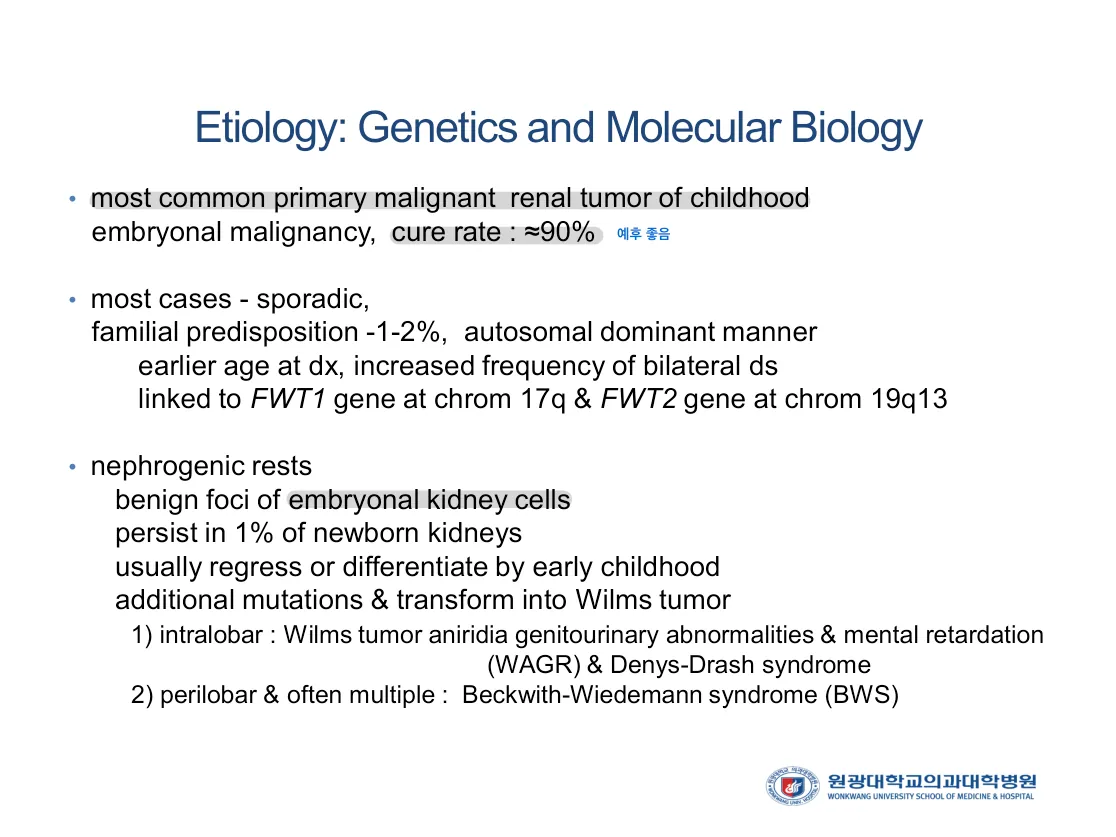 Etiology: Genetics and Molecular Biology
• most common primary malignant renal tumor of childhood
embryonal malignancy, cure rate : ≈90% 예후 좋음
• most cases - sporadic,
familial predisposition -1-2%, autosomal dominant manner
earlier age at dx, increased frequency of bilateral ds
linked to FWT1 gene at chrom 17q & FWT2 gene at chrom 19q13
• nephrogenic rests
benign foci of embryonal kidney cells
persist in 1% of newborn kidneys
usually regress or differentiate by early childhood
additional mutations & transform into Wilms tumor
1) intralobar : Wilms tumor aniridia genitourinary abnormalities & mental retardation
(WAGR) & Denys-Drash syndrome
2) perilobar & often multiple : Beckwith-Wiedemann syndrome (BWS)
원광대학교의과대학병원
WONKWANG UNIVERSITY SCHOOL OF MEDICINE & HOSPITAL